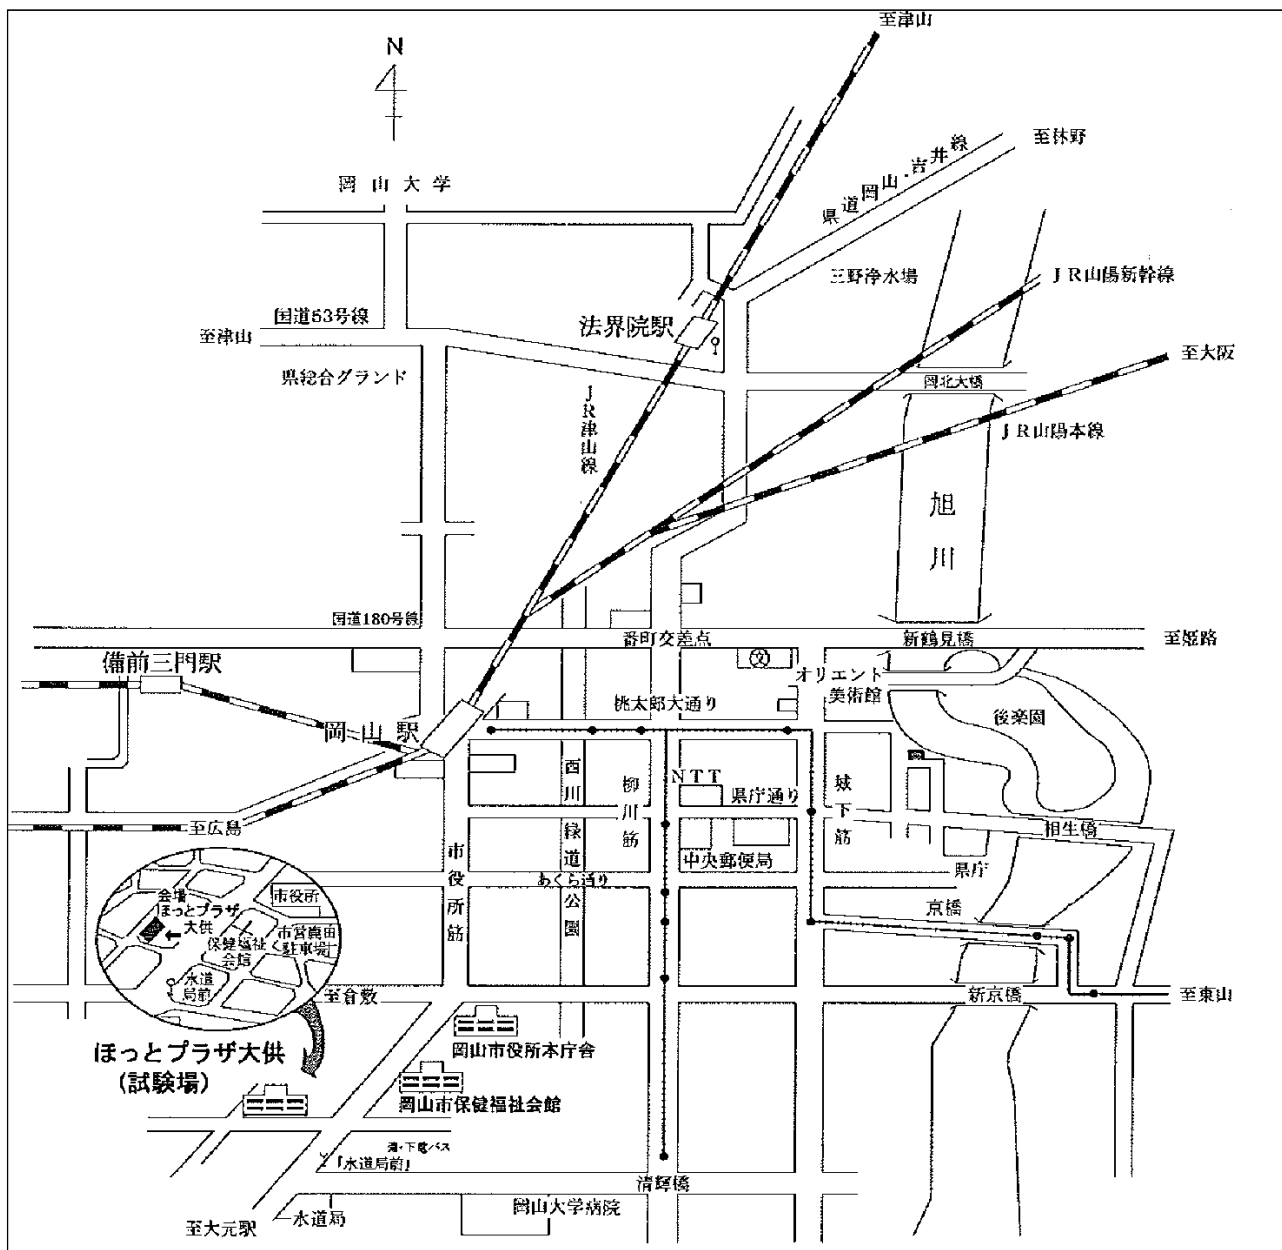 至津山
N
至林野
県道岡山・吉井線
岡山大学
三野浄水場
JR山陽新幹線
国道53号線
法界院駅
至津山
至大阪
県総合グランド
岡北大橋
JR津山線
JR山陽本線
旭川
国道180号線
番町交差点
新鶴見橋
至姫路
備前三門駅
文
オリエント
美術館
桃太郎大通り
後楽園
岡山駅
西川緑道公園
柳川筋
NTT
県庁通り
城下筋
至広島
相生橋
市役所筋
中央郵便局
県庁
あくら通り
京橋
会場
ほっとプラザ
大供
市役所
保健福祉
会館
市営鹿田
駐車場
水道
局前
至倉敷
新京橋
至東山
ほっとプラザ大供
(試験場)
岡山市役所本庁舎
岡山市保健福祉会館
「水道局前」
清輝橋
岡山大学病院
至大元駅
水道局